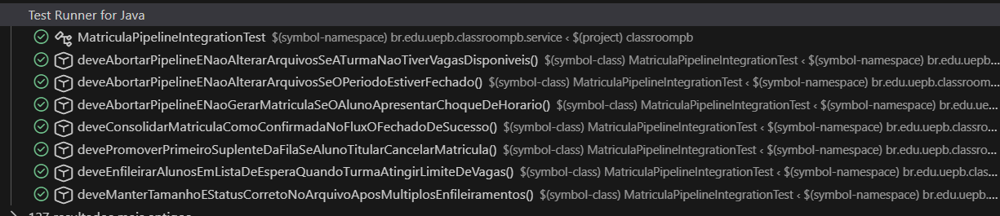 Test Runner for Java
MatriculaPipelineIntegrationTest $(symbol-namespace) br.edu.uepb.classroompb.service ‹ $(project) classroompb
deveAbortarPipelineENaoAlterarArquivosSeATurmaNaoTiverVagasDisponiveis() $(symbol-class) MatriculaPipelineIntegrationTest ‹ $(symbol-namespace) br.edu.uepb....
deveAbortarPipelineENaoAlterarArquivosSeOPeriodoEstiverFechado() $(symbol-class) MatriculaPipelineIntegrationTest ‹ $(symbol-namespace) br.edu.uepb.classroom...
deveAbortarPipelineENaoGerarMatriculaSeOAlunoApresentarChoqueDeHorario() $(symbol-class) MatriculaPipelineIntegrationTest ‹ $(symbol-namespace) br.edu.ue...
deveConsolidarMatriculaComoConfirmadaNoFluxOFechadoDeSucesso() $(symbol-class) MatriculaPipelineIntegrationTest ‹ $(symbol-namespace) br.edu.uepb.classro...
devePromoverPrimeiroSuplenteDaFilaSeAlunoTitularCancelarMatricula() $(symbol-class) MatriculaPipelineIntegrationTest ‹ $(symbol-namespace) br.edu.uepb.classro...
deveEnfileirarAlunosEmListaDeEsperaQuandoTurmaAtingirLimiteDeVagas() $(symbol-class) MatriculaPipelineIntegrationTest ‹ $(symbol-namespace) br.edu.uepb.clas...
deveManterTamanhoEStatusCorretoNoArquivoAposMultiplosEnfileiramentos() $(symbol-class) MatriculaPipelineIntegrationTest ‹ $(symbol-namespace) br.edu.uepb....
137 resultados mais antigos